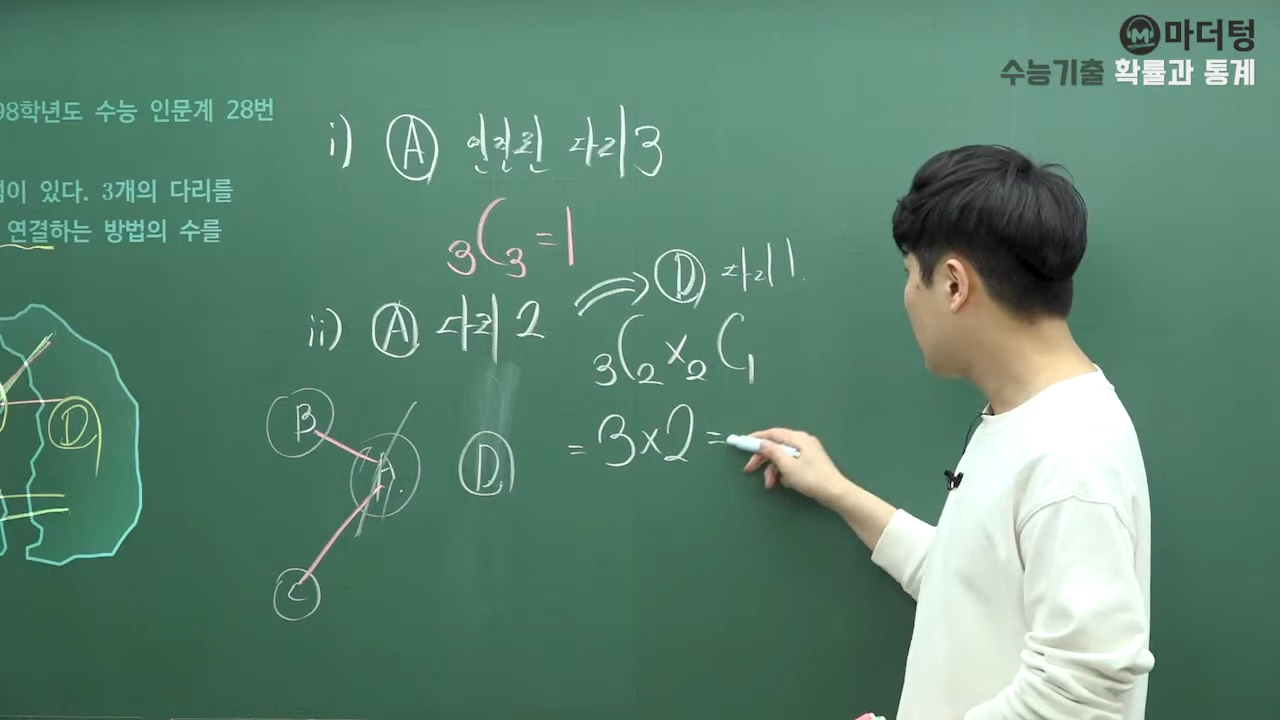 마더텅
수능기출 확률과 통계
98학년도 수능 인문계 28번
이 있다. 3개의 다리를
연결하는 방법의 수를
i) A 연결된 다리 3
₃C₃ = 1
ii) A 다리 2 ⇒ D 다리 1
₃C₂ × ₂C₁
= 3 × 2 =
B
A
D
C
D